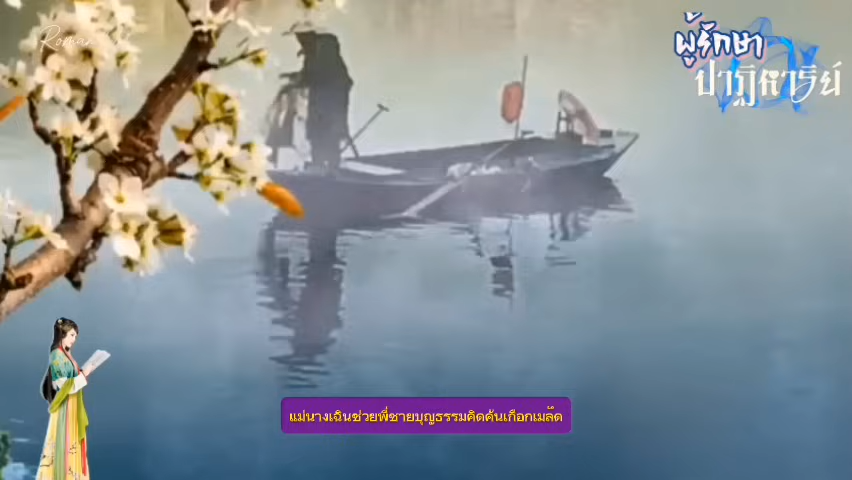 ผู้รักษา
ปาฏิหาริย์
แม่นางเฉินช่วยพี่ชายบุญธรรมคิดค้นเกือกเมล็ด